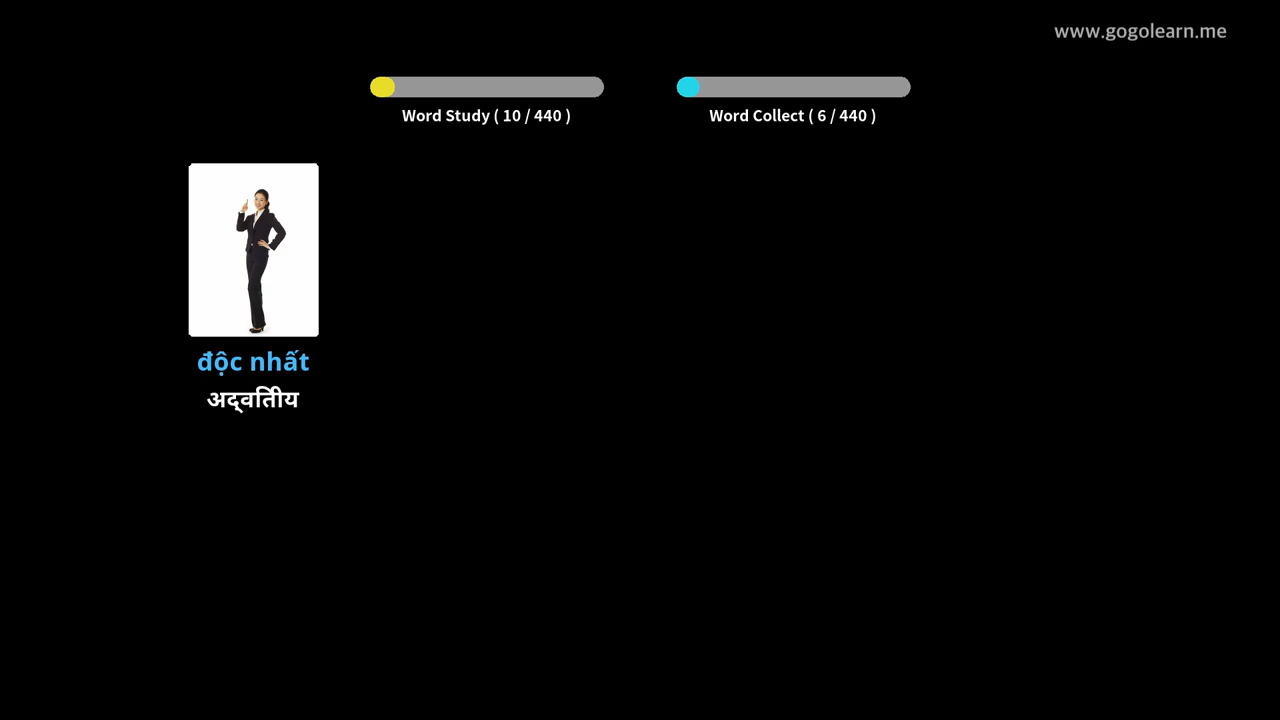 www.gogolearn.me
Word Study ( 10 / 440 )
Word Collect ( 6 / 440 )
độc nhất
अद्वितीय